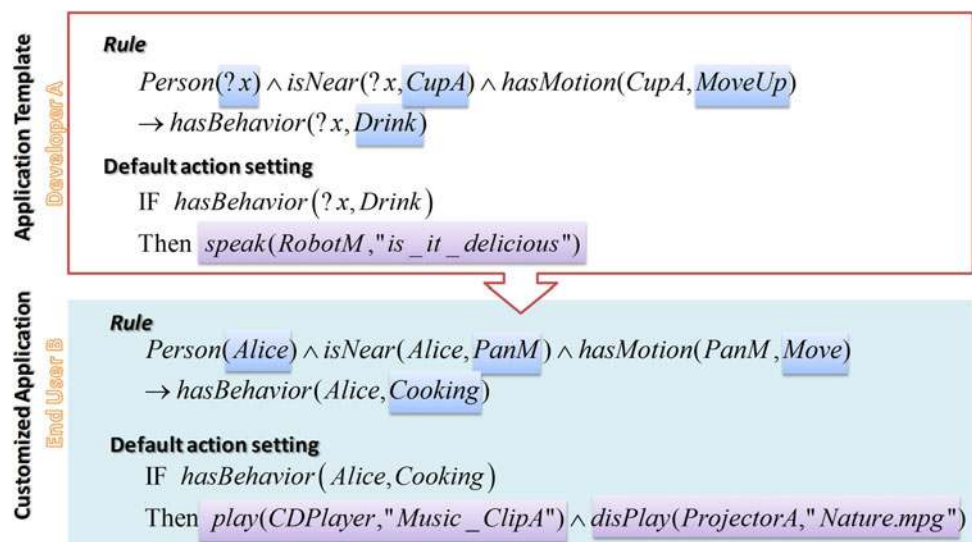 Application Template
Developer A
Rule
Person(?x) ∧ isNear(?x, CupA) ∧ hasMotion(CupA, MoveUp)
→ hasBehavior(?x, Drink)
Default action setting
IF hasBehavior(?x, Drink)
Then speak(RobotM,"is_it_delicious")
Customized Application
End User B
Rule
Person(Alice) ∧ isNear(Alice, PanM) ∧ hasMotion(PanM, Move)
→ hasBehavior(Alice, Cooking)
Default action setting
IF hasBehavior(Alice, Cooking)
Then play(CDPlayer,"Music_ClipA") ∧ disPlay(ProjectorA,"Nature.mpg")